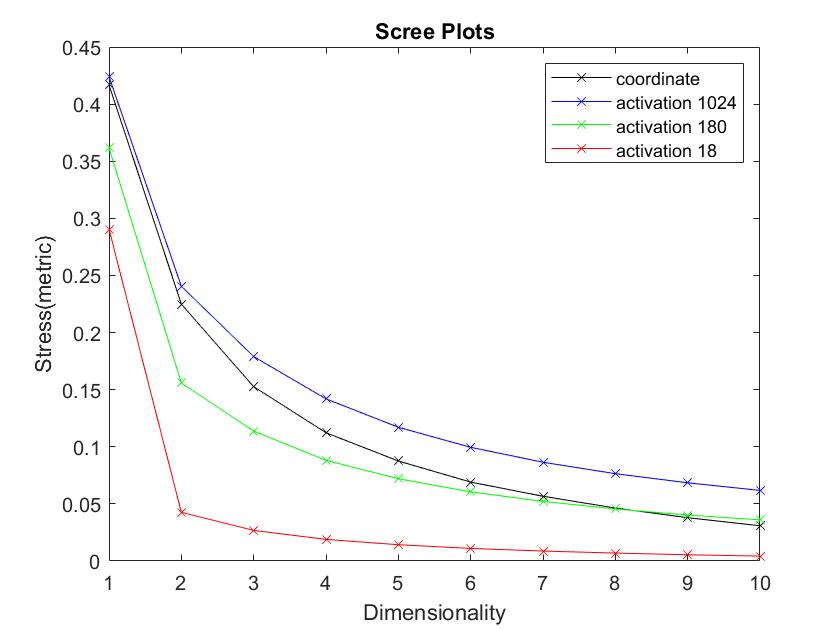 Scree Plots
coordinate
activation 1024
activation 180
activation 18
Stress(metric)
0.45
0.4
0.35
0.3
0.25
0.2
0.15
0.1
0.05
0
1 2 3 4 5 6 7 8 9 10
Dimensionality